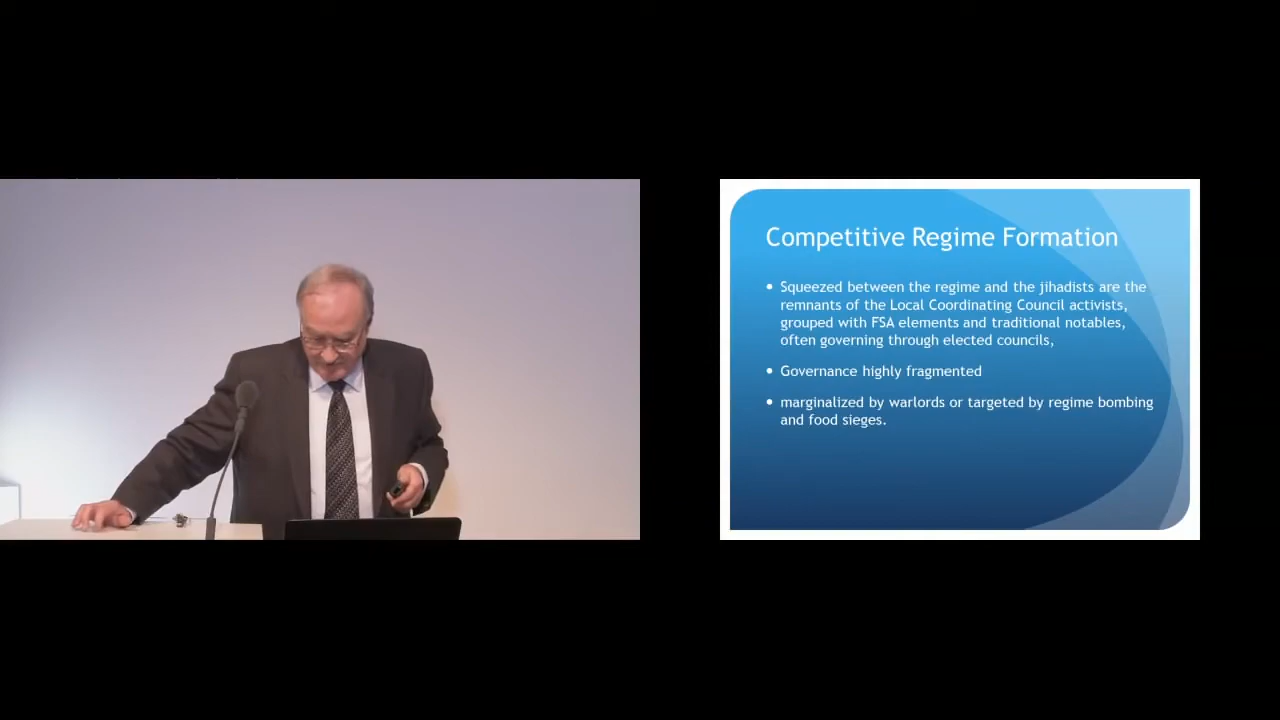 Competitive Regime Formation
• Squeezed between the regime and the jihadists are the
remnants of the Local Coordinating Council activists,
grouped with FSA elements and traditional notables,
often governing through elected councils,
• Governance highly fragmented
• marginalized by warlords or targeted by regime bombing
and food sieges.